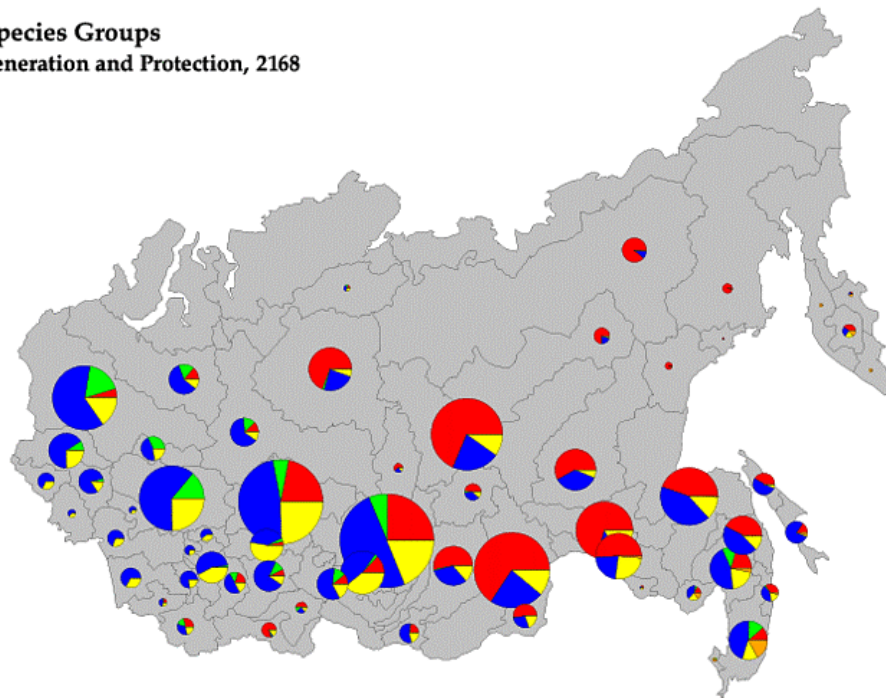 pecies Groups
eneration and Protection, 2168